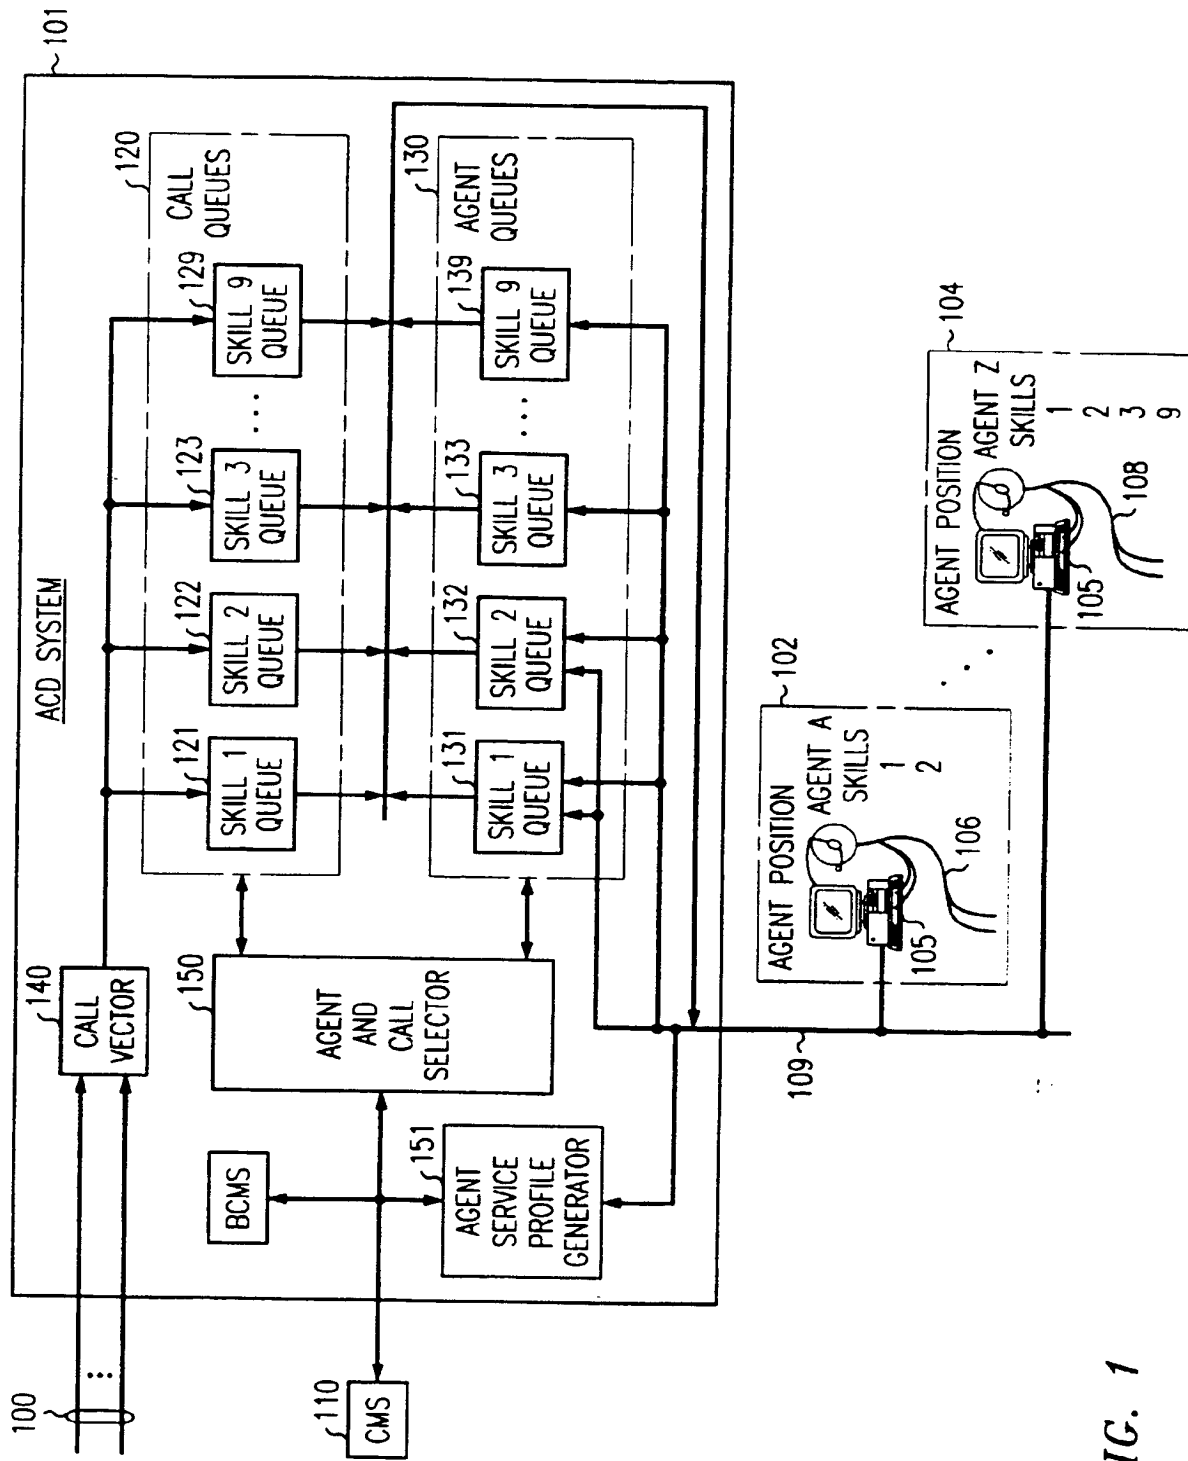 ACD SYSTEM
101
100
140
CALL
VECTOR
120
CALL
QUEUES
121
SKILL 1
QUEUE
122
SKILL 2
QUEUE
123
SKILL 3
QUEUE
...
129
SKILL 9
QUEUE
130
AGENT
QUEUES
131
SKILL 1
QUEUE
132
SKILL 2
QUEUE
133
SKILL 3
QUEUE
...
139
SKILL 9
QUEUE
150
AGENT
AND
CALL
SELECTOR
BCMS
110
CMS
151
AGENT
SERVICE
PROFILE
GENERATOR
109
102
AGENT POSITION
AGENT A
SKILLS
1
2
105
106
104
AGENT POSITION
AGENT Z
SKILLS
1
2
3
9
105
108
IG. 1